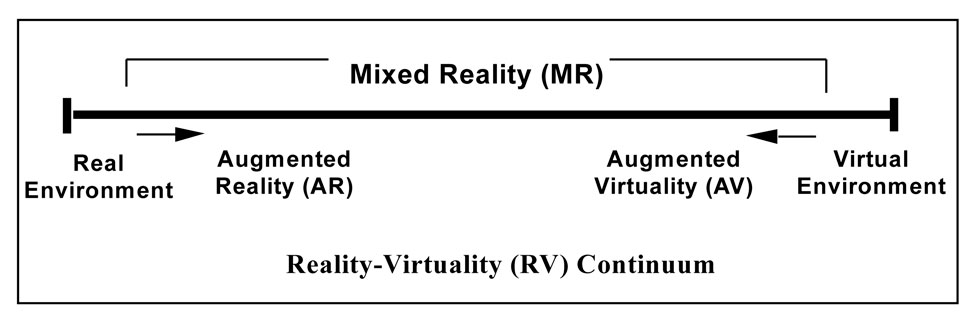 Mixed Reality (MR)
Real
Environment
Augmented
Reality (AR)
Augmented
Virtuality (AV)
Virtual
Environment
Reality-Virtuality (RV) Continuum